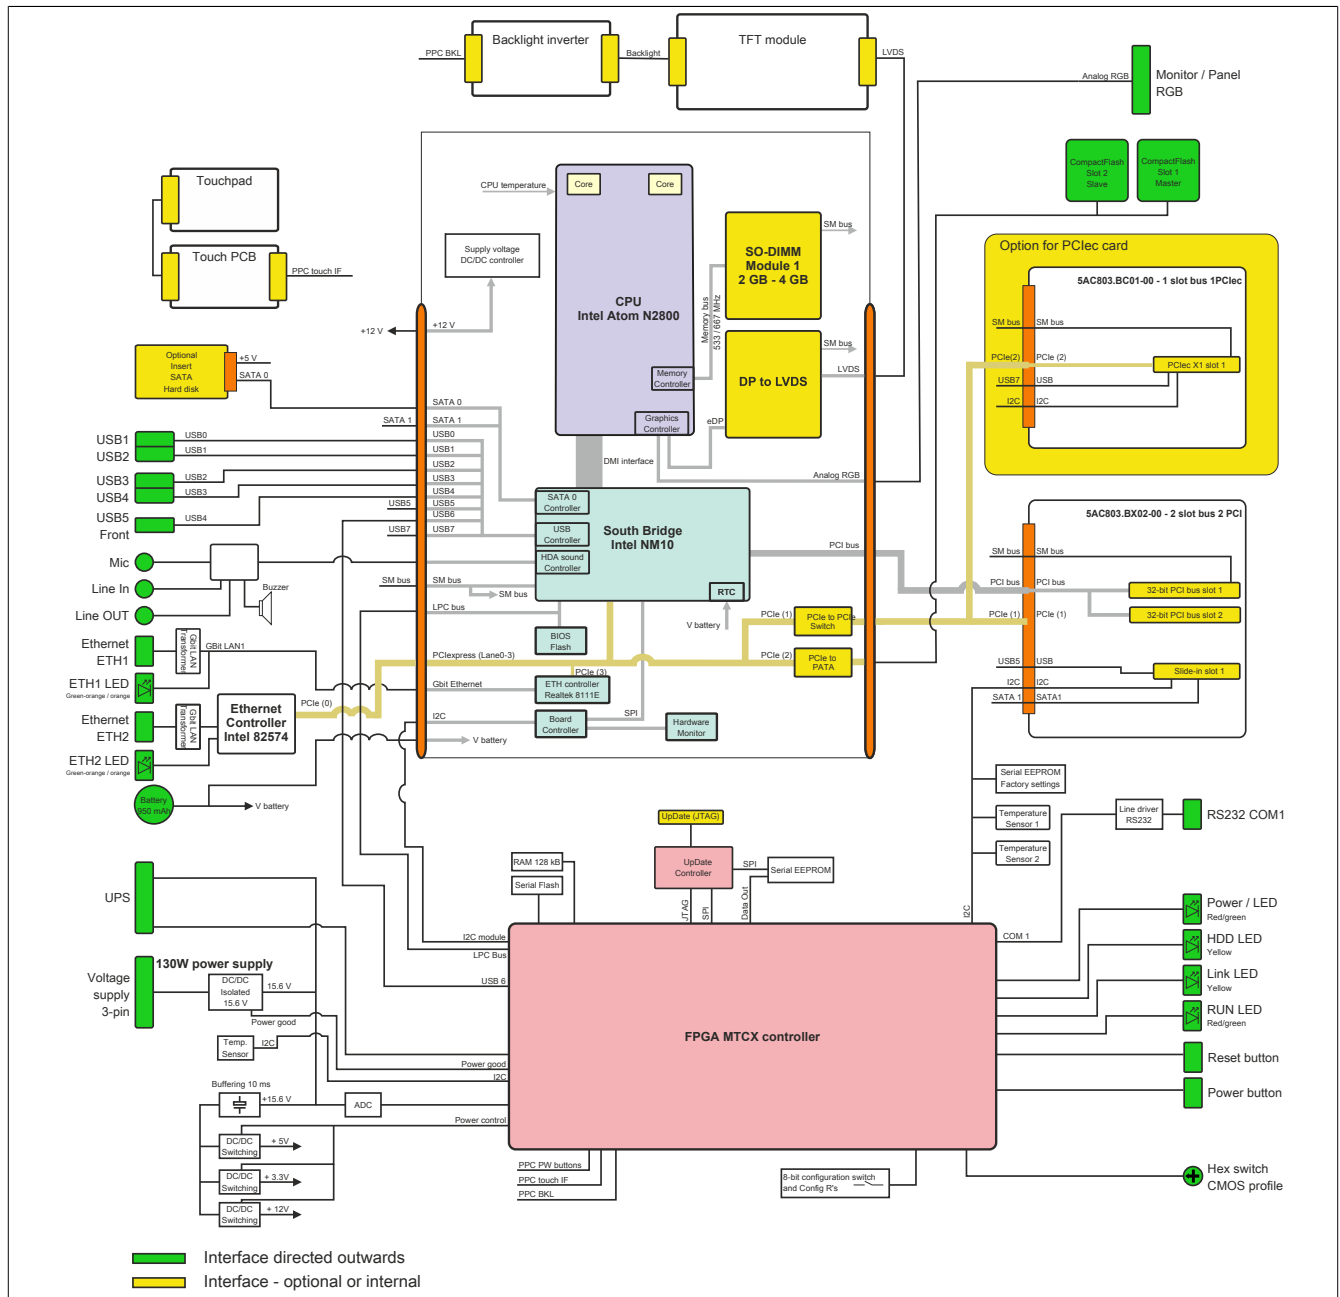 Backlight inverter
TFT module
PPC BKL
Backlight
LVDS
Analog RGB
Monitor / Panel
RGB
CompactFlash
Slot 2
Slave
CompactFlash
Slot 1
Master
Touchpad
Touch PCB
PPC touch IF
CPU temperature
Core
Core
CPU
Intel Atom N2800
Memory
Controller
Graphics
Controller
Supply voltage
DC/DC controller
+12 V
+12 V
Memory bus
533 / 667 MHz
SO-DIMM
Module 1
2 GB - 4 GB
SM bus
DP to LVDS
SM bus
LVDS
eDP
Option for PCIec card
5AC803.BC01-00 - 1 slot bus 1PCIec
SM bus
SM bus
PCIe(2)
PCIe (2)
PCIec X1 slot 1
USB7
USB
I2C
I2C
Optional
Insert
SATA
Hard disk
+5 V
SATA 0
SATA 0
SATA 1
SATA 1
USB1
USB2
USB0
USB1
USB3
USB4
USB2
USB3
USB5
Front
USB4
USB0
USB1
USB2
USB3
USB4
USB5
USB5
USB6
USB7
USB7
DMI interface
Analog RGB
SATA 0
Controller
USB
Controller
HDA sound
Controller
South Bridge
Intel NM10
RTC
PCI bus
V battery
Mic
Line In
Line OUT
Buzzer
SM bus
SM bus
SM bus
LPC bus
BIOS
Flash
5AC803.BX02-00 - 2 slot bus 2 PCI
SM bus
SM bus
PCI bus
PCI bus
32-bit PCI bus slot 1
32-bit PCI bus slot 2
PCIe (1)
PCIe (1)
USB5
USB
Slide-in slot 1
I2C
I2C
SATA 1
SATA1
PCIe (1)
PCIe to PCIe
Switch
PCIe (2)
PCIe to
PATA
Ethernet
ETH1
Gbit LAN
Transformer
GBit LAN1
ETH1 LED
Green-orange / orange
Ethernet
ETH2
Gbit LAN
Transformer
ETH2 LED
Green-orange / orange
Ethernet
Controller
Intel 82574
PCIe (0)
PCIexpress (Lane0-3)
PCIe (3)
Gbit Ethernet
ETH controller
Realtek 8111E
I2C
Board
Controller
SPI
Hardware
Monitor
V battery
Battery
950 mAh
V battery
Serial EEPROM
Factory settings
Temperature
Sensor 1
Temperature
Sensor 2
Line driver
RS232
RS232 COM1
UpDate (JTAG)
UpDate
Controller
SPI
Serial EEPROM
RAM 128 kB
Serial Flash
JTAG
SPI
Data Out
I2C
UPS
Voltage
supply
3-pin
130W power supply
DC/DC
Isolated
15.6 V
15.6 V
Power good
Temp.
Sensor
I2C
I2C module
LPC Bus
USB 6
Power good
I2C
Power control
FPGA MTCX controller
COM 1
Power / LED
Red/green
HDD LED
Yellow
Link LED
Yellow
RUN LED
Red/green
Reset button
Power button
Buffering 10 ms
+15.6 V
ADC
DC/DC
Switching
+ 5V
DC/DC
Switching
+ 3.3V
DC/DC
Switching
+ 12V
PPC PW buttons
PPC touch IF
PPC BKL
8-bit configuration switch
and Config R's
Hex switch
CMOS profile
Interface directed outwards
Interface - optional or internal